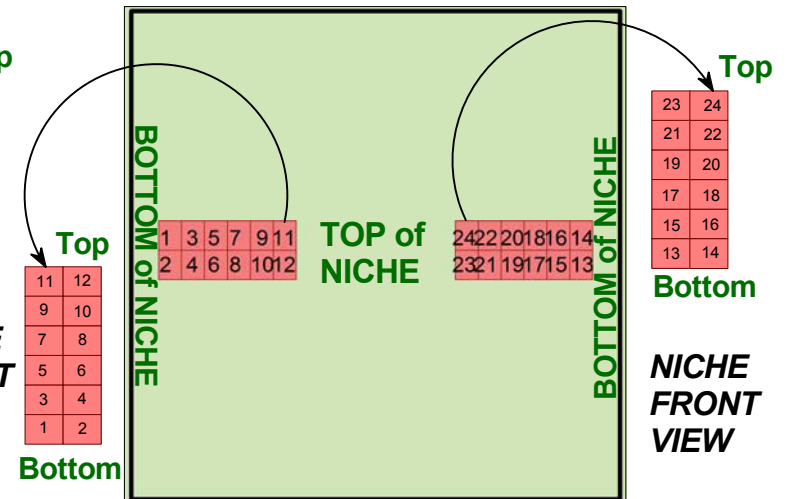 p
Top
23 24
21 22
19 20
17 18
15 16
13 14
Bottom
BOTTOM of NICHE
1 3 5 7 9 11
2 4 6 8 10 12
TOP of
NICHE
24 22 20 18 16 14
23 21 19 17 15 13
BOTTOM of NICHE
Top
11 12
9 10
7 8
5 6
3 4
1 2
Bottom
E
T
NICHE
FRONT
VIEW